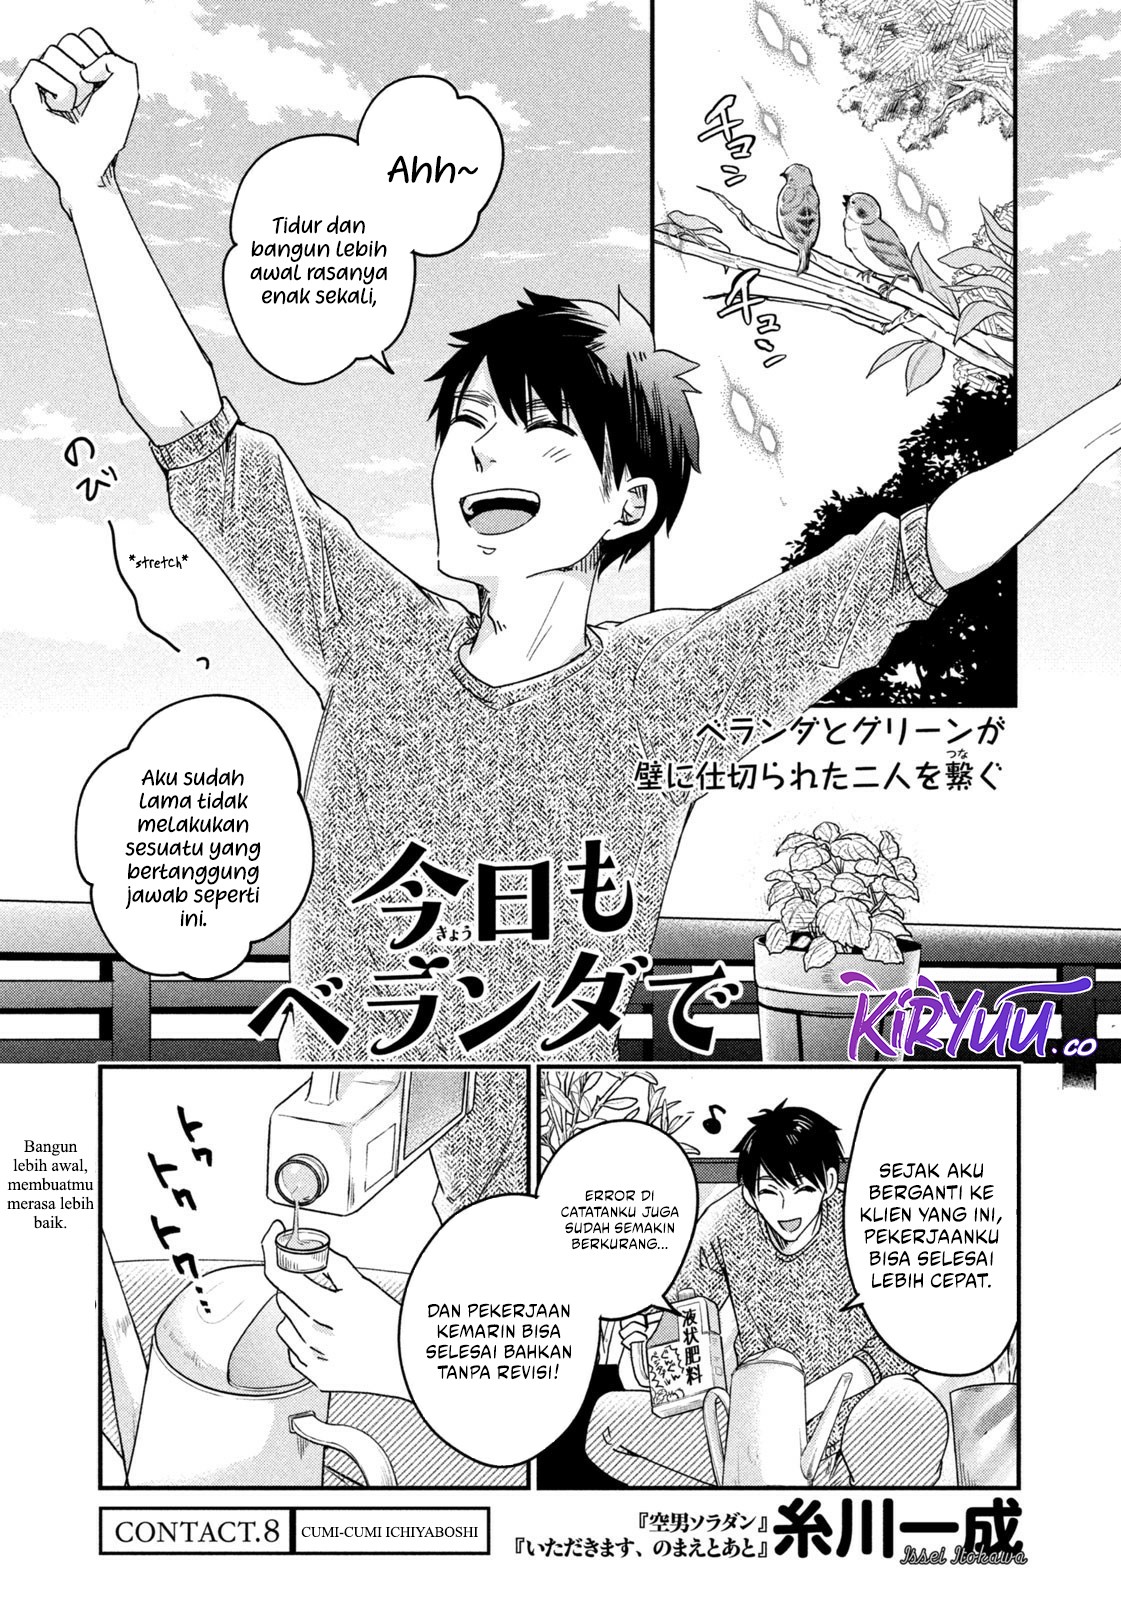 Ahh~
Tidur dan
bangun lebih
awal rasanya
enak sekali,
チュン
チュン
のび
*stretch*
Aku sudah
lama tidak
melakukan
sesuatu yang
bertanggung
jawab seperti
ini.
ベランダとグリーンが
壁に仕切られた二人を繋ぐ
つな
今日も
きょう
ベランダで
KIRYUU.CO
SEJAK AKU
BERGANTI KE
KLIEN YANG INI,
PEKERJAANKU
BISA SELESAI
LEBIH CEPAT.
ERROR DI
CATATANKU JUGA
SUDAH SEMAKIN
BERKURANG...
DAN PEKERJAAN
KEMARIN BISA
SELESAI BAHKAN
TANPA REVISI!
液状肥料
トクトクトク...
Bangun
lebih awal,
membuatmu
merasa lebih
baik.
CONTACT.8
CUMI-CUMI ICHIYABOSHI
『空男ソラダン』
『いただきます、のまえとあと』
糸川一成
Issei Itokawa